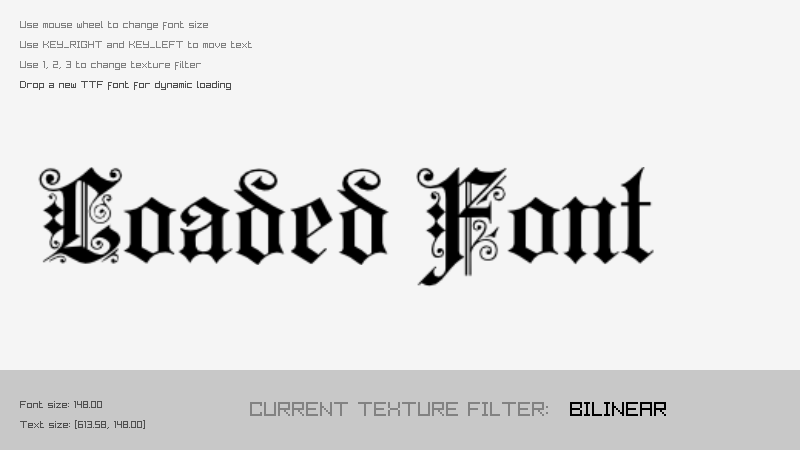 Use mouse wheel to change font size
Use KEY_RIGHT and KEY_LEFT to move text
Use 1, 2, 3 to change texture filter
Drop a new TTF font for dynamic loading
Loaded Font
Font size: 148.00
Text size: [613.58, 148.00]
CURRENT TEXTURE FILTER: BILINEAR